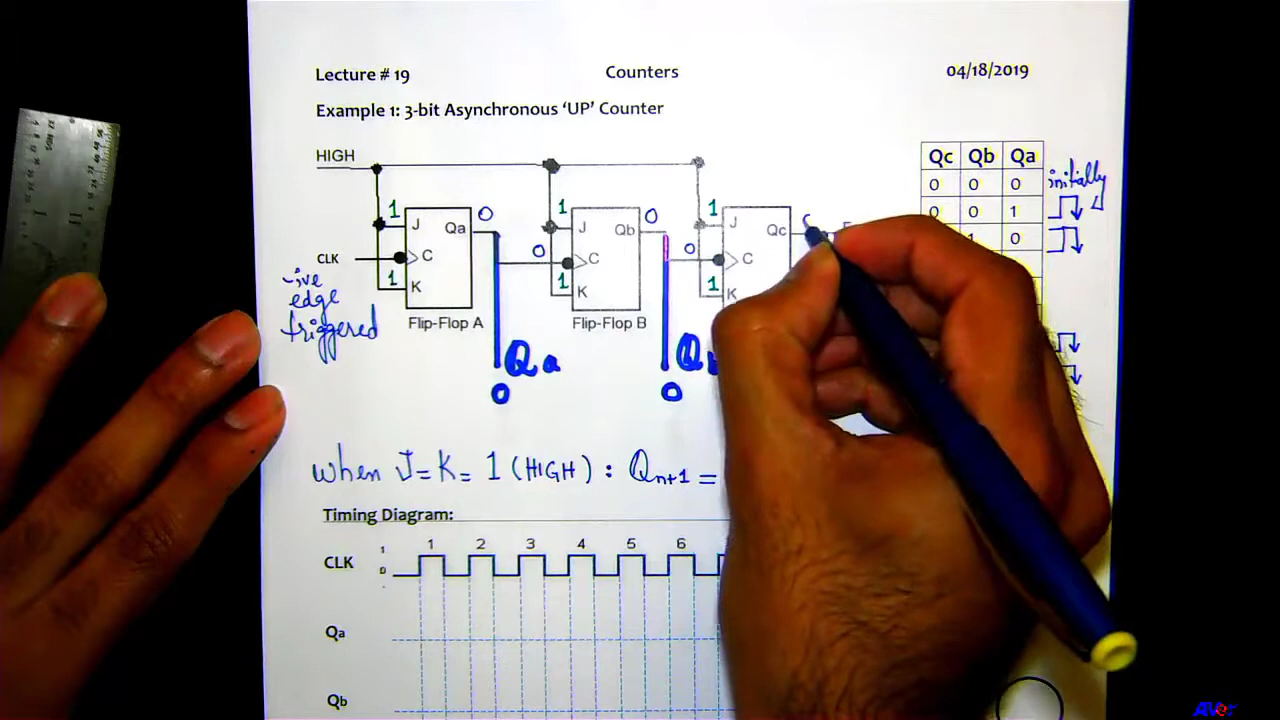 Lecture # 19 Counters 04/18/2019
Example 1: 3-bit Asynchronous ‘UP’ Counter
HIGH
Qc Qb Qa
0 0 0 initially
0 0 1
1 0
1 J Qa 0
1 J Qb 0
1 J Qc
CLK C 0 C 0 C
1 K 1 K 1 K
-ive
edge
triggered
Flip-Flop A Flip-Flop B
Qa
0
0
when J=K= 1 (HIGH) : Qn+1 =
Timing Diagram:
1 2 3 4 5 6
CLK 1
0
Qa
Qb
AVer